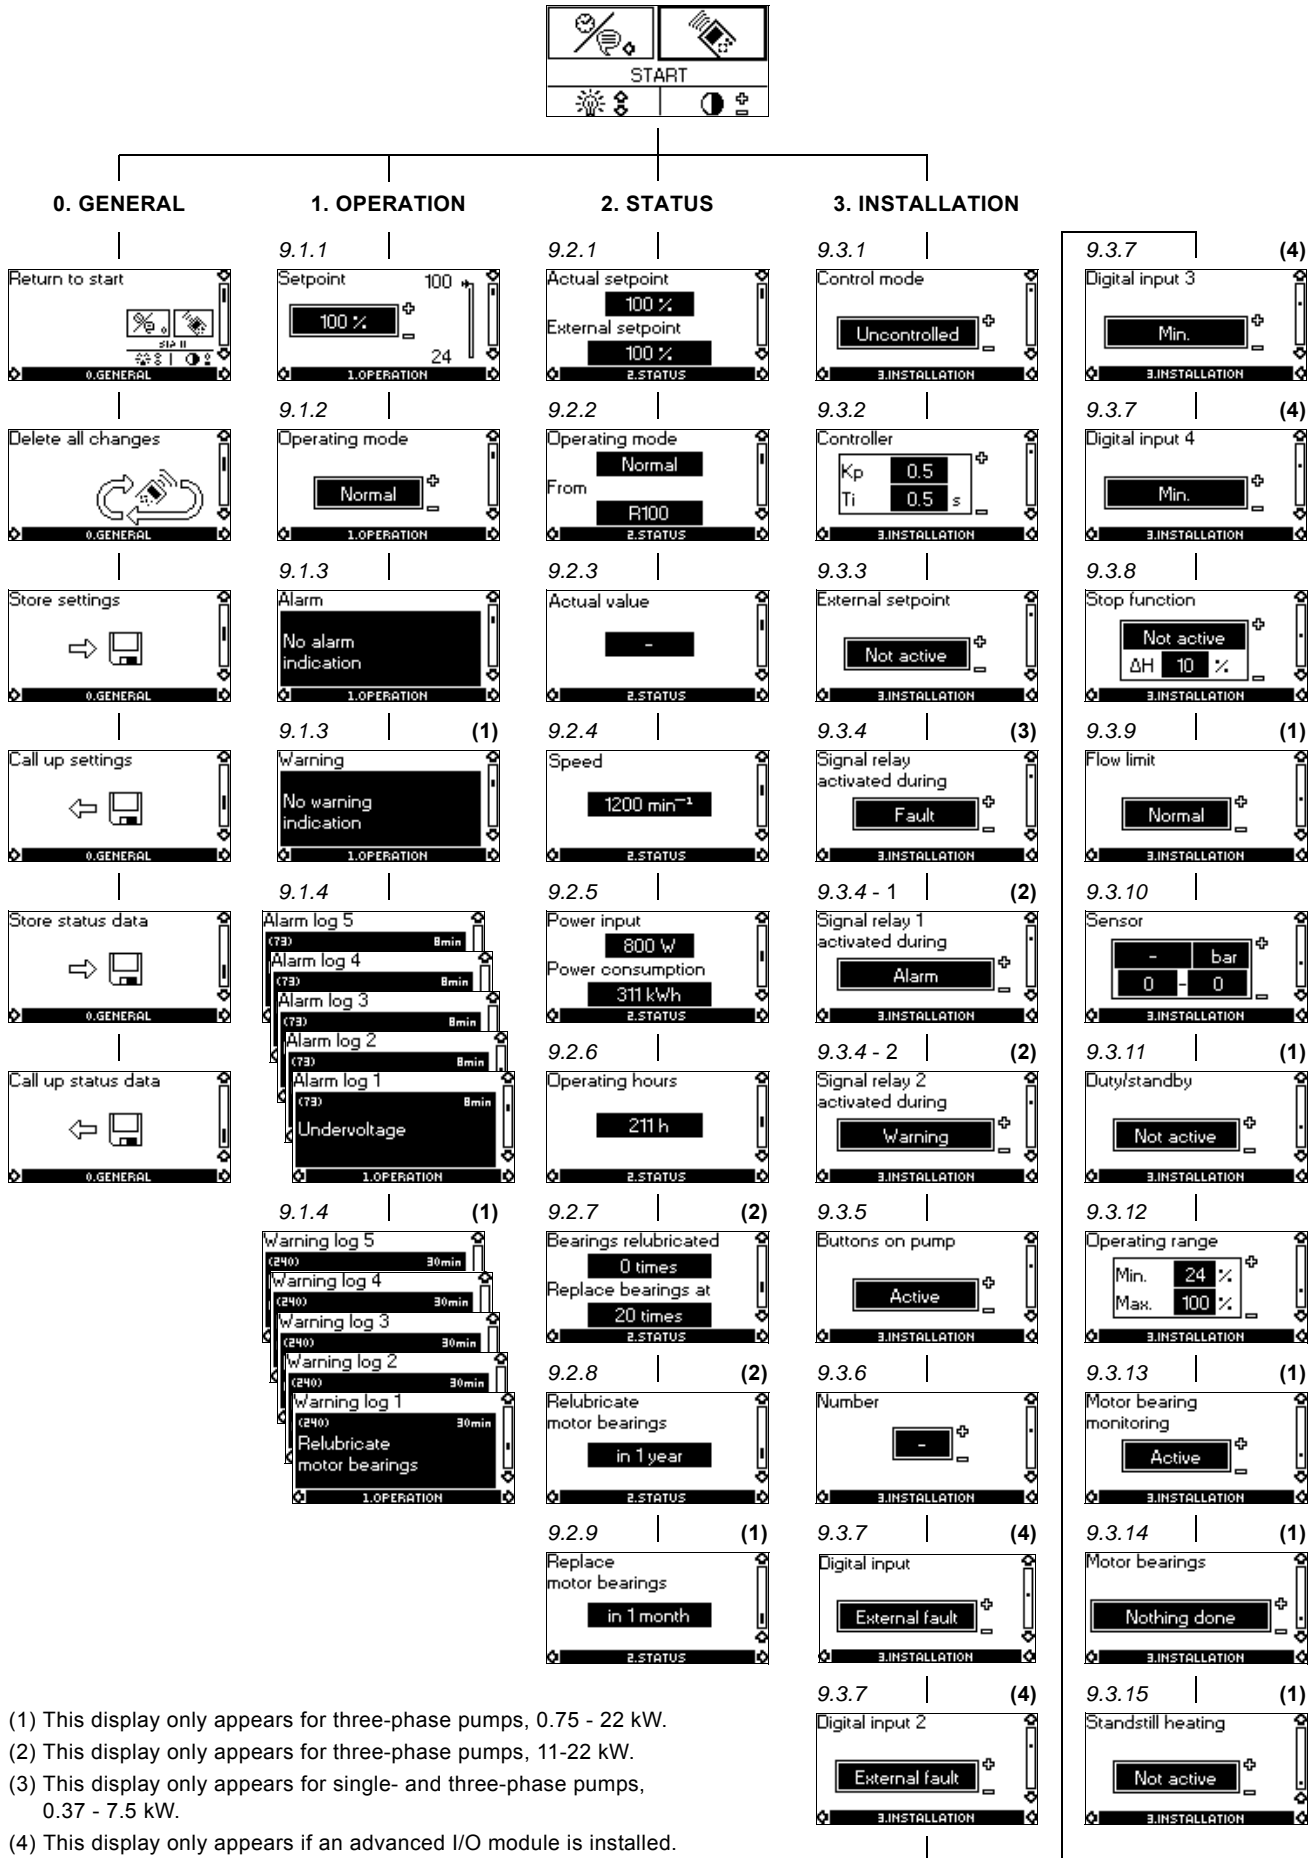 START
0. GENERAL
1. OPERATION
2. STATUS
3. INSTALLATION
Return to start
START
0.GENERAL
Delete all changes
0.GENERAL
Store settings
0.GENERAL
Call up settings
0.GENERAL
Store status data
0.GENERAL
Call up status data
0.GENERAL
9.1.1
Setpoint
100
100 %
24
1.OPERATION
9.1.2
Operating mode
Normal
1.OPERATION
9.1.3
Alarm
No alarm
indication
1.OPERATION
9.1.3 (1)
Warning
No warning
indication
1.OPERATION
9.1.4
Alarm log 5
(73) 8min
Alarm log 4
(73) 8min
Alarm log 3
(73) 8min
Alarm log 2
(73) 8min
Alarm log 1
(73) 8min
Undervoltage
1.OPERATION
9.1.4 (1)
Warning log 5
(240) 30min
Warning log 4
(240) 30min
Warning log 3
(240) 30min
Warning log 2
(240) 30min
Warning log 1
(240) 30min
Relubricate
motor bearings
1.OPERATION
9.2.1
Actual setpoint
100 %
External setpoint
100 %
2.STATUS
9.2.2
Operating mode
Normal
From
R100
2.STATUS
9.2.3
Actual value
-
2.STATUS
9.2.4
Speed
1200 min⁻¹
2.STATUS
9.2.5
Power input
800 W
Power consumption
311 kWh
2.STATUS
9.2.6
Operating hours
211 h
2.STATUS
9.2.7 (2)
Bearings relubricated
0 times
Replace bearings at
20 times
2.STATUS
9.2.8 (2)
Relubricate
motor bearings
in 1 year
2.STATUS
9.2.9 (1)
Replace
motor bearings
in 1 month
2.STATUS
9.3.1
Control mode
Uncontrolled
3.INSTALLATION
9.3.2
Controller
Kp 0.5
Ti 0.5 s
3.INSTALLATION
9.3.3
External setpoint
Not active
3.INSTALLATION
9.3.4 (3)
Signal relay
activated during
Fault
3.INSTALLATION
9.3.4 - 1 (2)
Signal relay 1
activated during
Alarm
3.INSTALLATION
9.3.4 - 2 (2)
Signal relay 2
activated during
Warning
3.INSTALLATION
9.3.5
Buttons on pump
Active
3.INSTALLATION
9.3.6
Number
-
3.INSTALLATION
9.3.7 (4)
Digital input
External fault
3.INSTALLATION
9.3.7 (4)
Digital input 2
External fault
3.INSTALLATION
9.3.7 (4)
Digital input 3
Min.
3.INSTALLATION
9.3.7 (4)
Digital input 4
Min.
3.INSTALLATION
9.3.8
Stop function
Not active
ΔH 10 %
3.INSTALLATION
9.3.9 (1)
Flow limit
Normal
3.INSTALLATION
9.3.10
Sensor
- bar
0 - 0
3.INSTALLATION
9.3.11 (1)
Duty/standby
Not active
3.INSTALLATION
9.3.12
Operating range
Min. 24 %
Max. 100 %
3.INSTALLATION
9.3.13 (1)
Motor bearing
monitoring
Active
3.INSTALLATION
9.3.14 (1)
Motor bearings
Nothing done
3.INSTALLATION
9.3.15 (1)
Standstill heating
Not active
3.INSTALLATION
(1) This display only appears for three-phase pumps, 0.75 - 22 kW.
(2) This display only appears for three-phase pumps, 11-22 kW.
(3) This display only appears for single- and three-phase pumps,
0.37 - 7.5 kW.
(4) This display only appears if an advanced I/O module is installed.